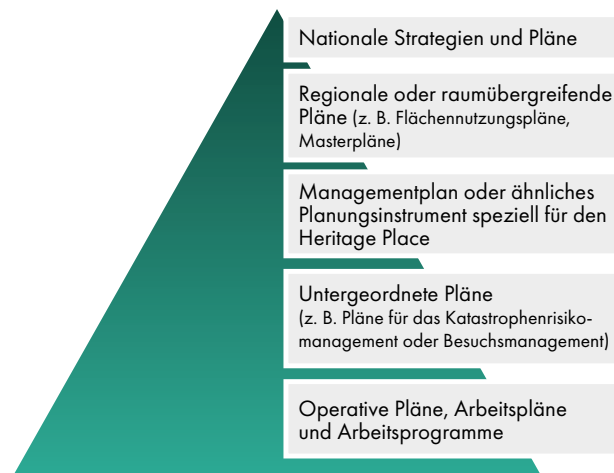 Nationale Strategien und Pläne
Regionale oder raumübergreifende
Pläne (z. B. Flächennutzungspläne,
Masterpläne)
Managementplan oder ähnliches
Planungsinstrument speziell für den
Heritage Place
Untergeordnete Pläne
(z. B. Pläne für das Katastrophenrisiko-
management oder Besuchsmanagement)
Operative Pläne, Arbeitspläne
und Arbeitsprogramme